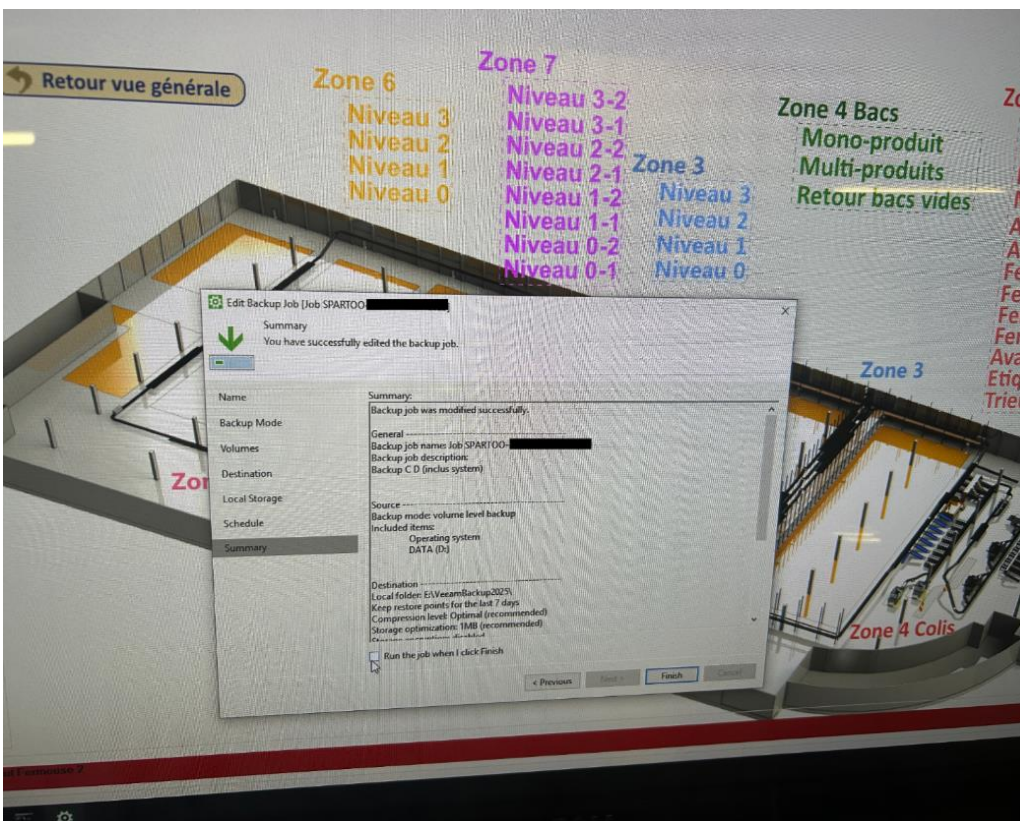 Retour vue générale
Zone 6
Niveau 3
Niveau 2
Niveau 1
Niveau 0
Zone 7
Niveau 3-2
Niveau 3-1
Niveau 2-2
Niveau 2-1
Niveau 1-2
Niveau 1-1
Niveau 0-2
Niveau 0-1
Zone 3
Niveau 3
Niveau 2
Niveau 1
Niveau 0
Zone 4 Bacs
Mono-produit
Multi-produits
Retour bacs vides
Edit Backup Job [Job SPARTOO-
Summary
You have successfully edited the backup job.
Name
Backup Mode
Volumes
Destination
Local Storage
Schedule
Summary
Summary:
Backup job was modified successfully.
General
Backup job name: Job SPARTOO-
Backup job description:
Backup C D (inclus system)
Source
Backup mode: volume level backup
Included items:
Operating system
DATA (D:)
Destination
Local folder: E:\VeeamBackup2025\
Keep restore points for the last 7 days
Compression level: Optimal (recommended)
Storage optimization: 1MB (recommended)
Run the job when I click Finish
< Previous
Next >
Finish
Cancel
Zone 3
Zone 4 Colis